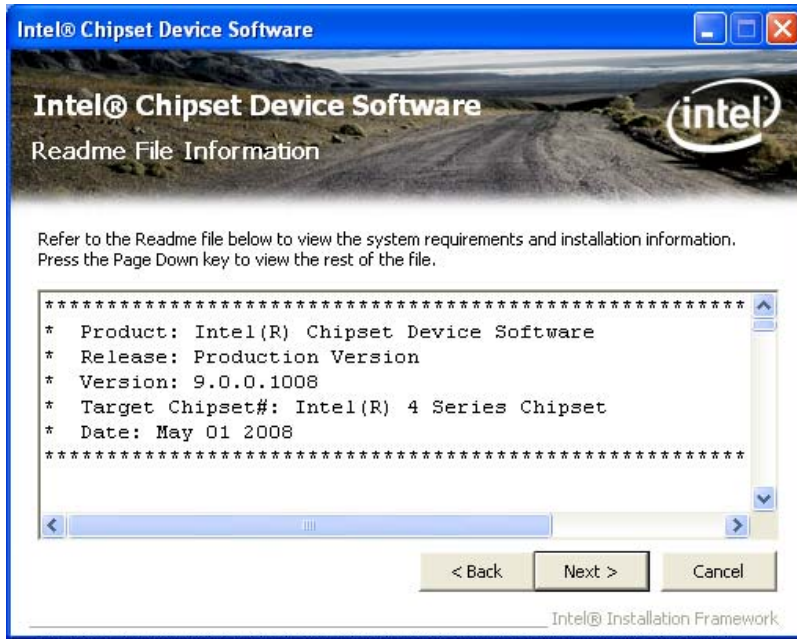 Intel® Chipset Device Software
Intel® Chipset Device Software
intel
Readme File Information
Refer to the Readme file below to view the system requirements and installation information.
Press the Page Down key to view the rest of the file.
********************************************************
* Product: Intel(R) Chipset Device Software
* Release: Production Version
* Version: 9.0.0.1008
* Target Chipset#: Intel(R) 4 Series Chipset
* Date: May 01 2008
********************************************************
< Back Next > Cancel
Intel® Installation Framework